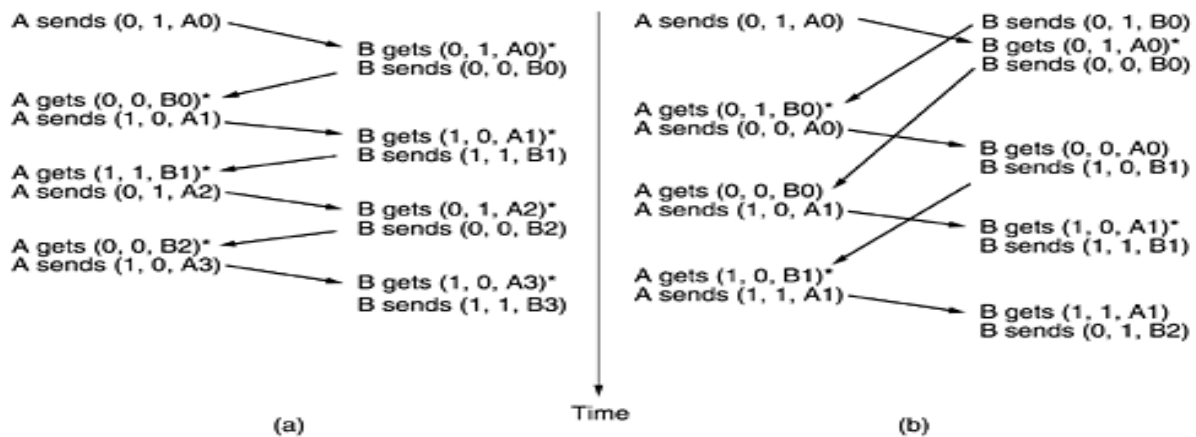 A sends (0, 1, A0)
B gets (0, 1, A0)*
B sends (0, 0, B0)
A gets (0, 0, B0)*
A sends (1, 0, A1)
B gets (1, 0, A1)*
B sends (1, 1, B1)
A gets (1, 1, B1)*
A sends (0, 1, A2)
B gets (0, 1, A2)*
B sends (0, 0, B2)
A gets (0, 0, B2)*
A sends (1, 0, A3)
B gets (1, 0, A3)*
B sends (1, 1, B3)
(a)
Time
A sends (0, 1, A0)
B sends (0, 1, B0)
B gets (0, 1, A0)*
B sends (0, 0, B0)
A gets (0, 1, B0)*
A sends (0, 0, A0)
B gets (0, 0, A0)
B sends (1, 0, B1)
A gets (0, 0, B0)
A sends (1, 0, A1)
B gets (1, 0, A1)*
B sends (1, 1, B1)
A gets (1, 0, B1)*
A sends (1, 1, A1)
B gets (1, 1, A1)
B sends (0, 1, B2)
(b)